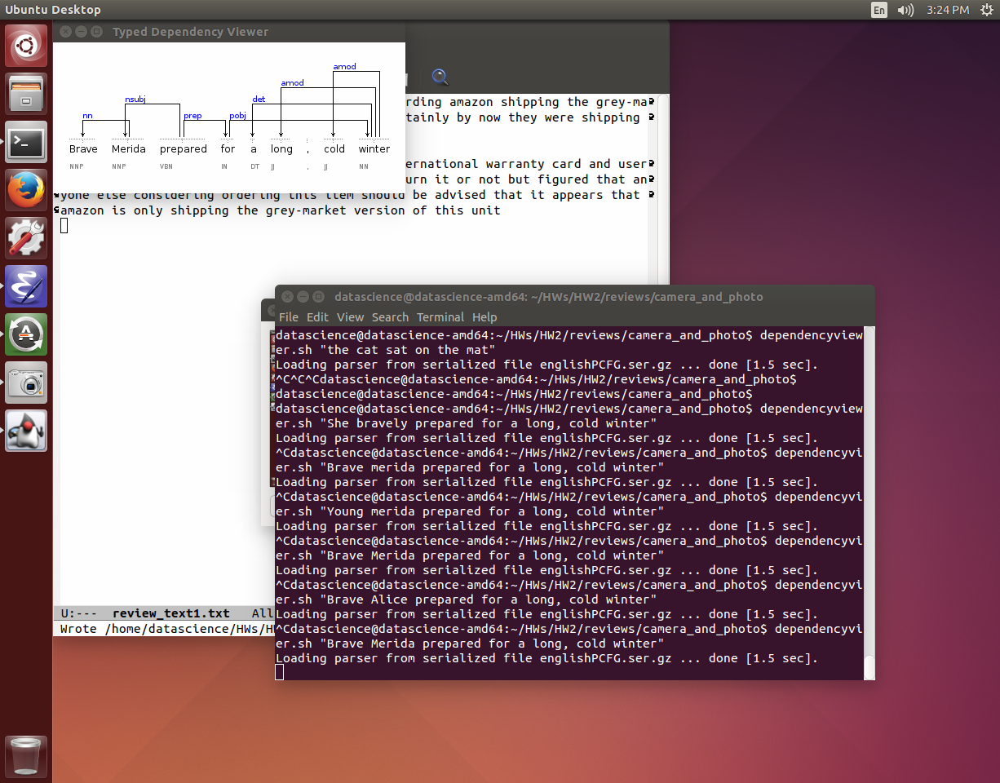 Ubuntu Desktop
En
3:24 PM
Typed Dependency Viewer
amod
amod
nsubj
det
nn
prep
pobj
Brave Merida prepared for a long , cold winter
NNP NNP VBN IN DT JJ , JJ NN
rding amazon shipping the grey-ma
tainly by now they were shipping
ernational warranty card and user
urn it or not but figured that an
yone else considering ordering this item should be advised that it appears that
amazon is only shipping the grey-market version of this unit
datascience@datascience-amd64: ~/HWs/HW2/reviews/camera_and_photo
File Edit View Search Terminal Help
datascience@datascience-amd64:~/HWs/HW2/reviews/camera_and_photo$ dependencyview
er.sh "the cat sat on the mat"
Loading parser from serialized file englishPCFG.ser.gz ... done [1.5 sec].
^C^C^Cdatascience@datascience-amd64:~/HWs/HW2/reviews/camera_and_photo$
datascience@datascience-amd64:~/HWs/HW2/reviews/camera_and_photo$
datascience@datascience-amd64:~/HWs/HW2/reviews/camera_and_photo$ dependencyview
er.sh "She bravely prepared for a long, cold winter"
Loading parser from serialized file englishPCFG.ser.gz ... done [1.5 sec].
^Cdatascience@datascience-amd64:~/HWs/HW2/reviews/camera_and_photo$ dependencyvi
er.sh "Brave merida prepared for a long, cold winter"
Loading parser from serialized file englishPCFG.ser.gz ... done [1.5 sec].
^Cdatascience@datascience-amd64:~/HWs/HW2/reviews/camera_and_photo$ dependencyvi
er.sh "Young merida prepared for a long, cold winter"
Loading parser from serialized file englishPCFG.ser.gz ... done [1.5 sec].
^Cdatascience@datascience-amd64:~/HWs/HW2/reviews/camera_and_photo$ dependencyvi
er.sh "Brave Merida prepared for a long, cold winter"
Loading parser from serialized file englishPCFG.ser.gz ... done [1.5 sec].
^Cdatascience@datascience-amd64:~/HWs/HW2/reviews/camera_and_photo$ dependencyvi
er.sh "Brave Alice prepared for a long, cold winter"
Loading parser from serialized file englishPCFG.ser.gz ... done [1.5 sec].
^Cdatascience@datascience-amd64:~/HWs/HW2/reviews/camera_and_photo$ dependencyvi
er.sh "Brave Merida prepared for a long, cold winter"
Loading parser from serialized file englishPCFG.ser.gz ... done [1.5 sec].
U:--- review_text1.txt All
Wrote /home/datascience/HWs/H